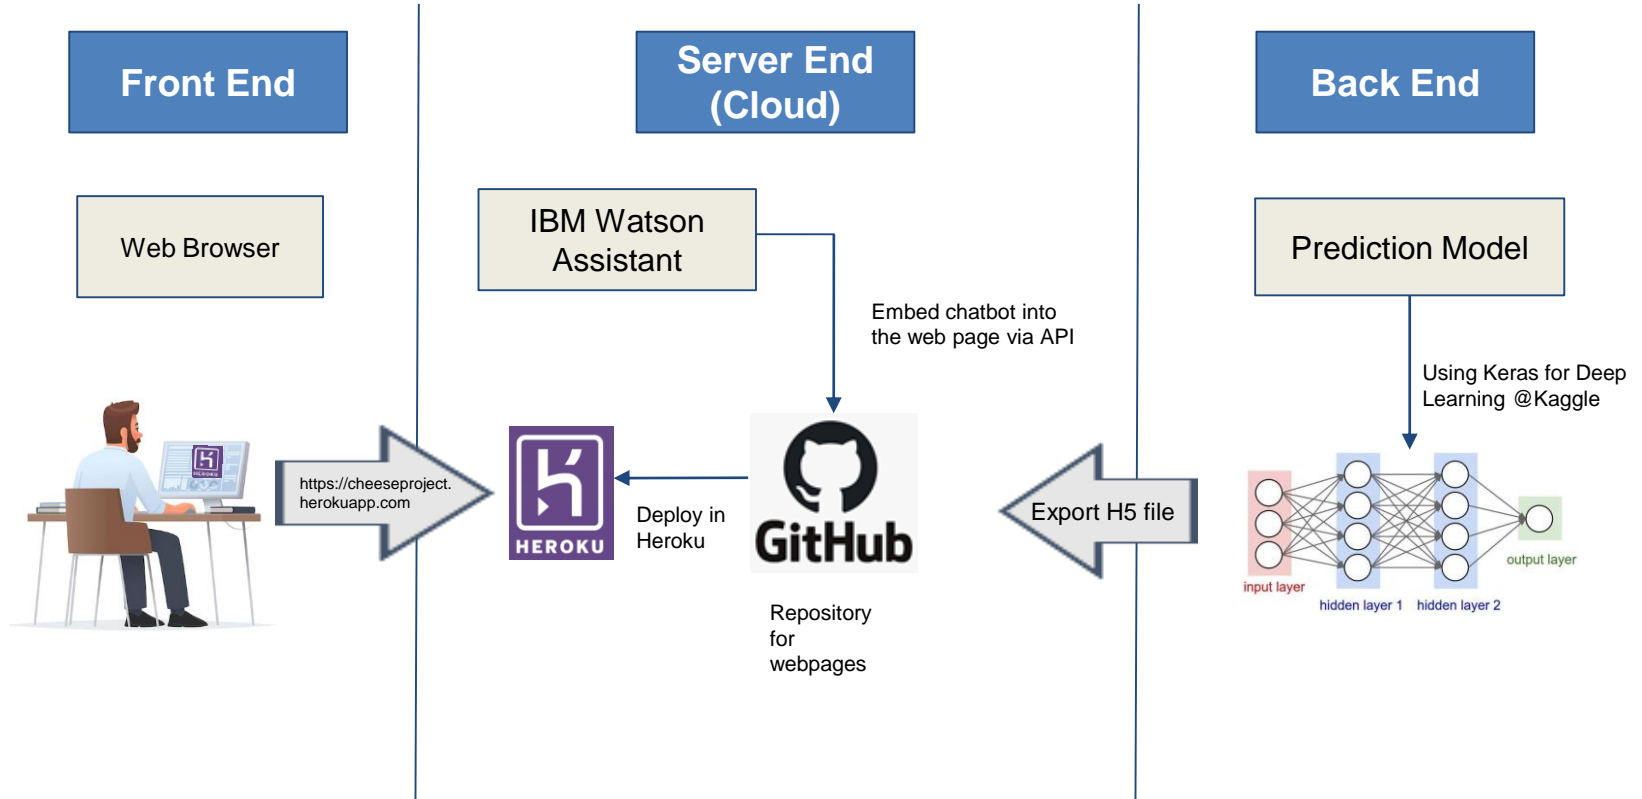 Front End
Server End
(Cloud)
Back End
Web Browser
IBM Watson
Assistant
Prediction Model
Embed chatbot into
the web page via API
Using Keras for Deep
Learning @Kaggle
HEROKU
https://cheeseproject.
herokuapp.com
HEROKU
Deploy in
Heroku
GitHub
Repository
for
webpages
Export H5 file
input layer
hidden layer 1
hidden layer 2
output layer